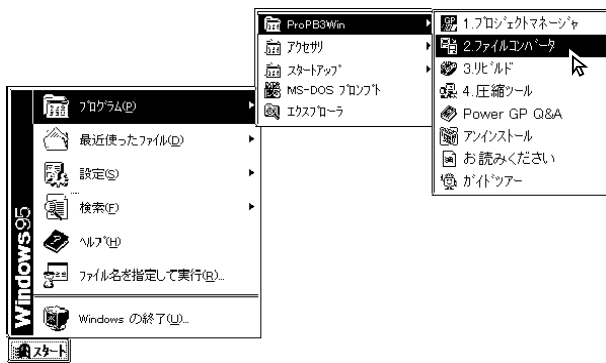 Windows95
プログラム(P)
最近使ったファイル(D)
設定(S)
検索(F)
ヘルプ(H)
ファイル名を指定して実行(R)...
Windows の終了(U)...
スタート
ProPB3Win
アクセサリ
スタートアップ
MS-DOS プロンプト
エクスプローラ
1.プロジェクトマネージャ
2.ファイルコンバータ
3.リビルド
4.圧縮ツール
Power GP Q&A
アンインストール
お読みください
ガイドツアー